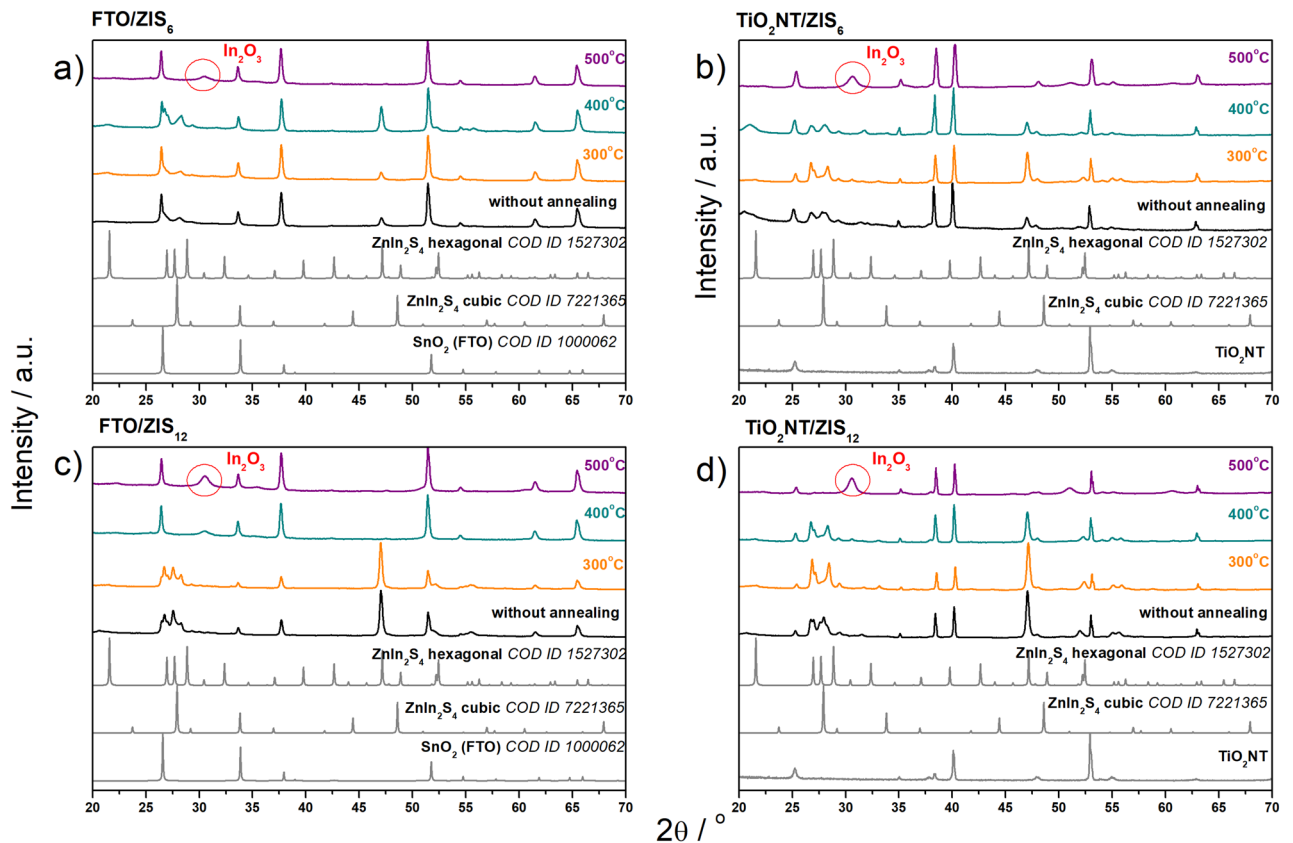 FTO/ZIS₆
a)
In₂O₃
500°C
400°C
300°C
without annealing
ZnIn₂S₄ hexagonal COD ID 1527302
ZnIn₂S₄ cubic COD ID 7221365
SnO₂ (FTO) COD ID 1000062
20 25 30 35 40 45 50 55 60 65 70
Intensity / a.u.
TiO₂NT/ZIS₆
b)
In₂O₃
500°C
400°C
300°C
without annealing
ZnIn₂S₄ hexagonal COD ID 1527302
ZnIn₂S₄ cubic COD ID 7221365
TiO₂NT
20 25 30 35 40 45 50 55 60 65 70
Intensity / a.u.
FTO/ZIS₁₂
c)
In₂O₃
500°C
400°C
300°C
without annealing
ZnIn₂S₄ hexagonal COD ID 1527302
ZnIn₂S₄ cubic COD ID 7221365
SnO₂ (FTO) COD ID 1000062
20 25 30 35 40 45 50 55 60 65 70
TiO₂NT/ZIS₁₂
d)
In₂O₃
500°C
400°C
300°C
without annealing
ZnIn₂S₄ hexagonal COD ID 1527302
ZnIn₂S₄ cubic COD ID 7221365
TiO₂NT
20 25 30 35 40 45 50 55 60 65 70
2θ / °